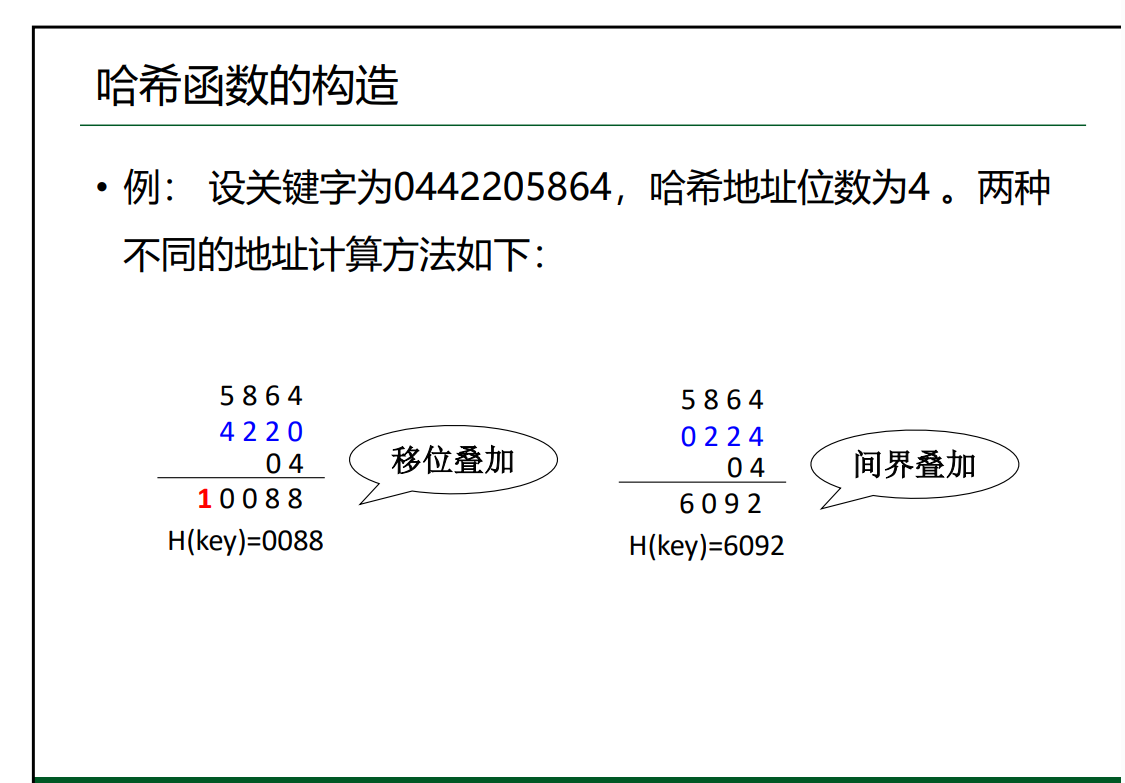 哈希函数的构造
• 例： 设关键字为0442205864，哈希地址位数为4 。两种
不同的地址计算方法如下：
5 8 6 4
4 2 2 0
0 4
1 0 0 8 8
H(key)=0088
移位叠加
5 8 6 4
0 2 2 4
0 4
6 0 9 2
H(key)=6092
间界叠加